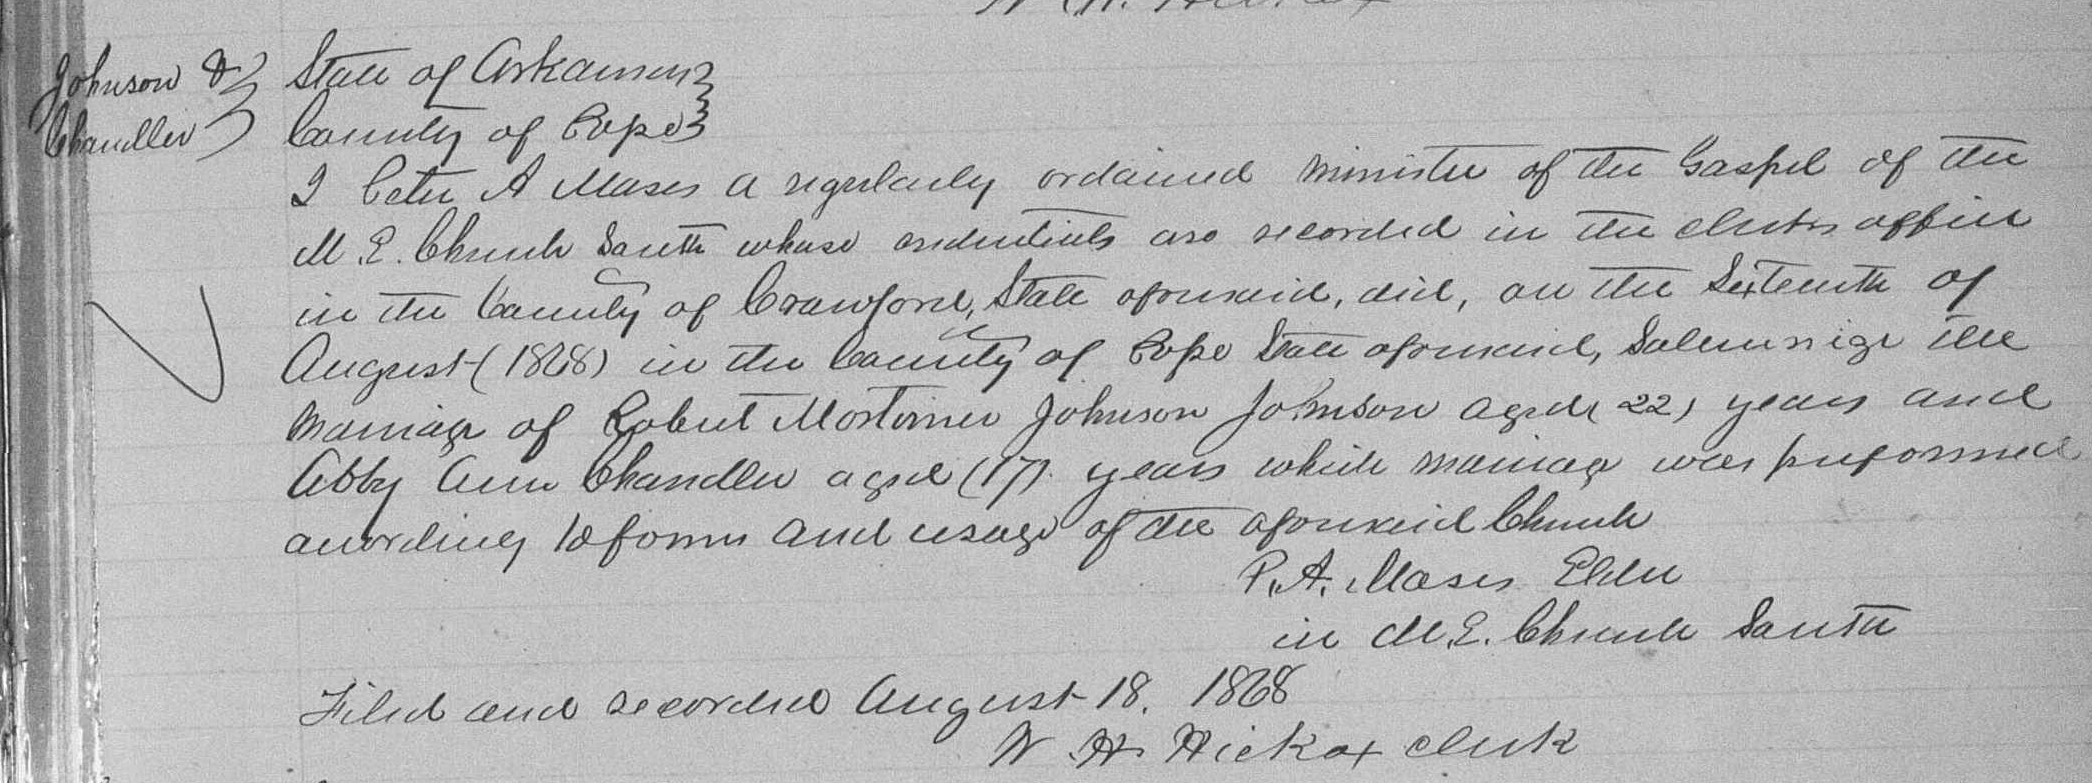 W. H. Hickox
Johnson &
Chandler
State of Arkansas
County of Pope
I Peter A Moses a regularly ordained minister of the Gospel of the
M. E. Church South whose credentials are recorded in the clerks office
in the County of Crawford, State aforesaid, did, on the Sixteenth of
August (1868) in the County of Pope State aforesaid, Solemnize the
marriage of Robert Mortimer Johnson Johnson aged (22) years and
Abby Ann Chandler aged (17) years which marriage was preformed
according to forms and usage of the aforesaid Church
P. A. Moses Elder
in M. E. Church South
Filed and recorded August 18. 1868
W. H. Hickox clerk